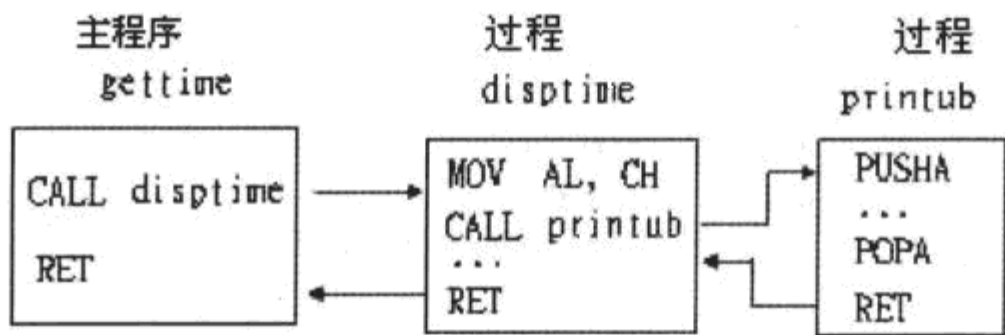 主程序
gettime
CALL disptime
RET
过程
disptime
MOV AL, CH
CALL printub
...
RET
过程
printub
PUSHA
...
POPA
RET